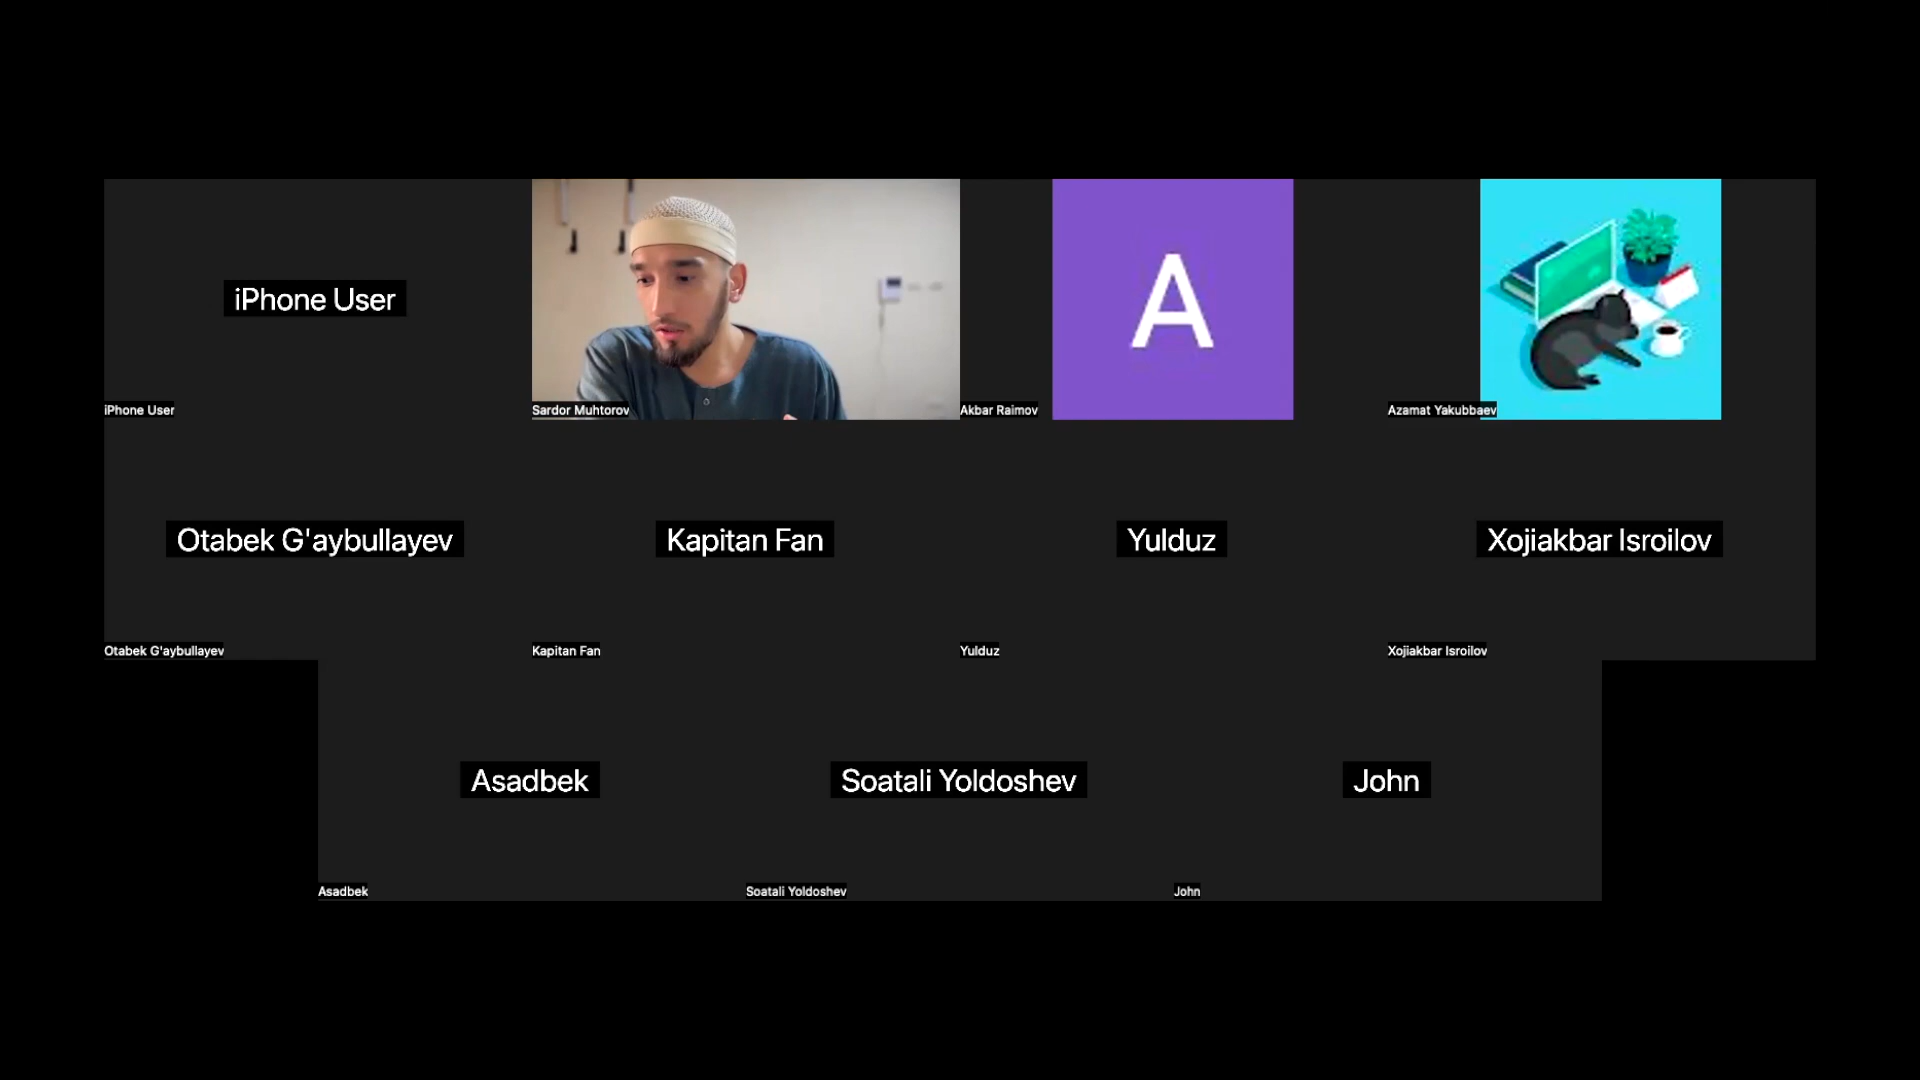 iPhone User
iPhone User
Sardor Muhtorov
A
Akbar Raimov
Azamat Yakubbaev
Otabek G'aybullayev
Otabek G'aybullayev
Kapitan Fan
Kapitan Fan
Yulduz
Yulduz
Xojiakbar Isroilov
Xojiakbar Isroilov
Asadbek
Asadbek
Soatali Yoldoshev
Soatali Yoldoshev
John
John